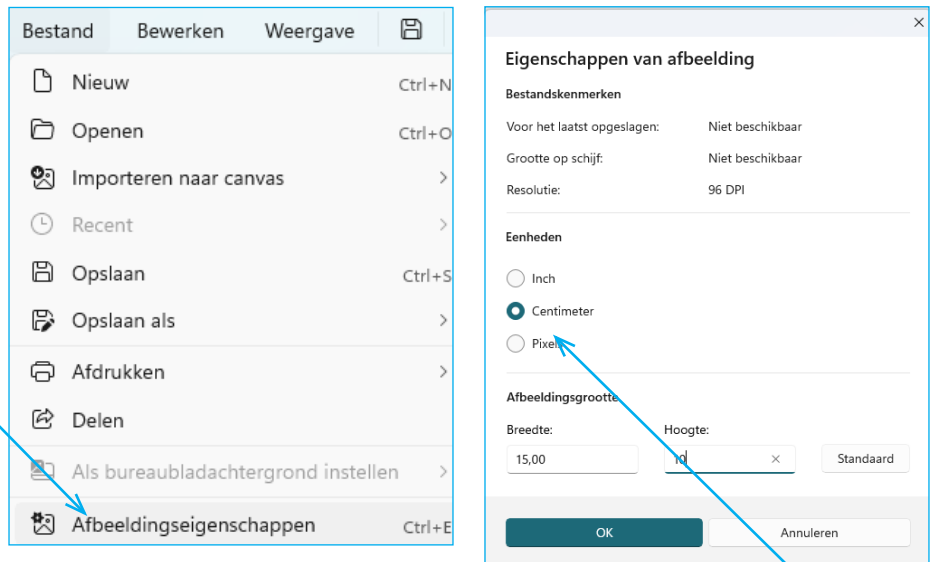 Bestand Bewerken Weergave
Nieuw Ctrl+N
Openen Ctrl+O
Importeren naar canvas
Recent
Opslaan Ctrl+S
Opslaan als
Afdrukken
Delen
Als bureaubladachtergrond instellen
Afbeeldingseigenschappen Ctrl+E
Eigenschappen van afbeelding
Bestandskenmerken
Voor het laatst opgeslagen: Niet beschikbaar
Grootte op schijf: Niet beschikbaar
Resolutie: 96 DPI
Eenheden
Inch
Centimeter
Pixels
Afbeeldingsgrootte
Breedte: Hoogte:
15,00 10 Standaard
OK Annuleren